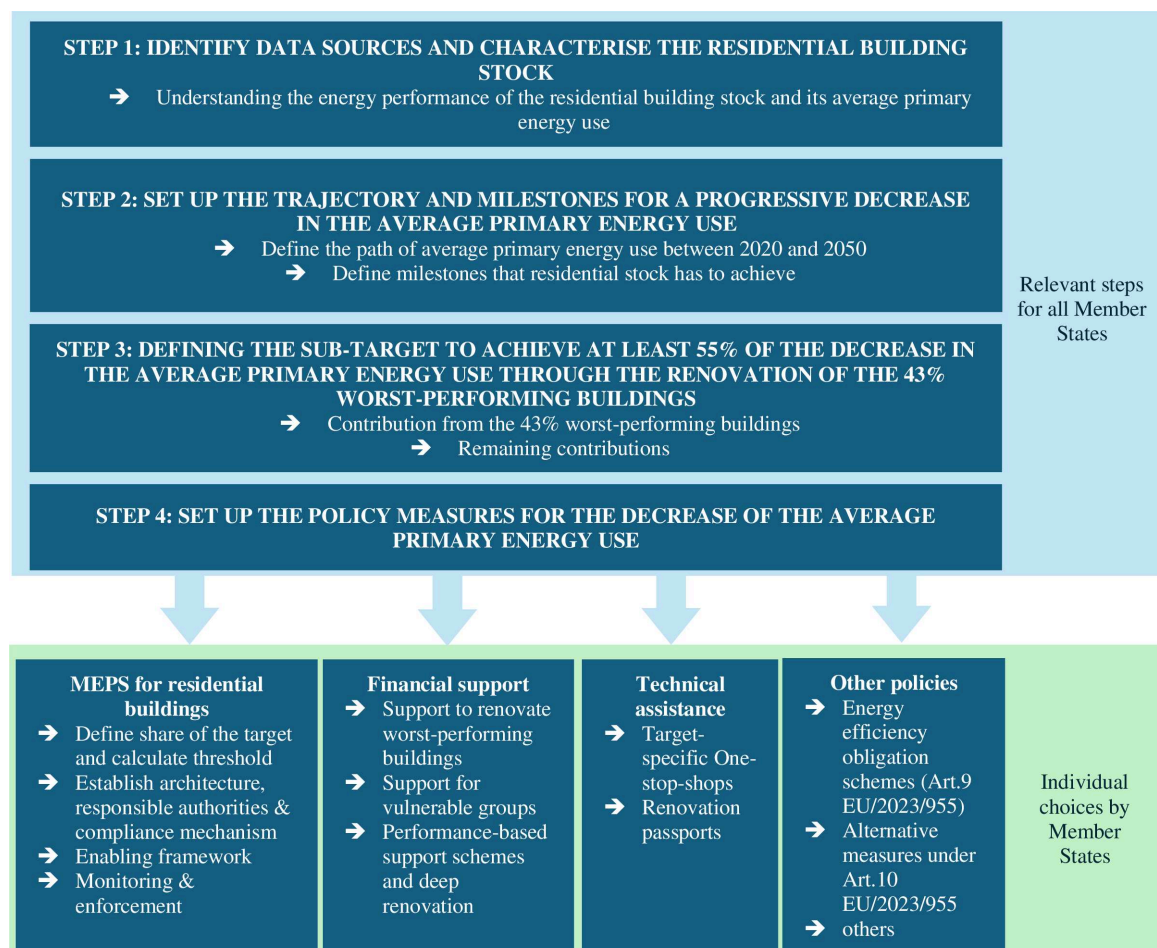 STEP 1: IDENTIFY DATA SOURCES AND CHARACTERISE THE RESIDENTIAL BUILDING
STOCK
➔ Understanding the energy performance of the residential building stock and its average primary
energy use
STEP 2: SET UP THE TRAJECTORY AND MILESTONES FOR A PROGRESSIVE DECREASE
IN THE AVERAGE PRIMARY ENERGY USE
➔ Define the path of average primary energy use between 2020 and 2050
➔ Define milestones that residential stock has to achieve
STEP 3: DEFINING THE SUB-TARGET TO ACHIEVE AT LEAST 55% OF THE DECREASE IN
THE AVERAGE PRIMARY ENERGY USE THROUGH THE RENOVATION OF THE 43%
WORST-PERFORMING BUILDINGS
➔ Contribution from the 43% worst-performing buildings
➔ Remaining contributions
STEP 4: SET UP THE POLICY MEASURES FOR THE DECREASE OF THE AVERAGE
PRIMARY ENERGY USE
Relevant steps
for all Member
States
MEPS for residential
buildings
➔ Define share of the target
and calculate threshold
➔ Establish architecture,
responsible authorities &
compliance mechanism
➔ Enabling framework
➔ Monitoring &
enforcement
Financial support
➔ Support to renovate
worst-performing
buildings
➔ Support for
vulnerable groups
➔ Performance-based
support schemes
and deep
renovation
Technical
assistance
➔ Target-
specific One-
stop-shops
➔ Renovation
passports
Other policies
➔ Energy
efficiency
obligation
schemes (Art.9
EU/2023/955)
➔ Alternative
measures under
Art.10
EU/2023/955
➔ others
Individual
choices by
Member
States